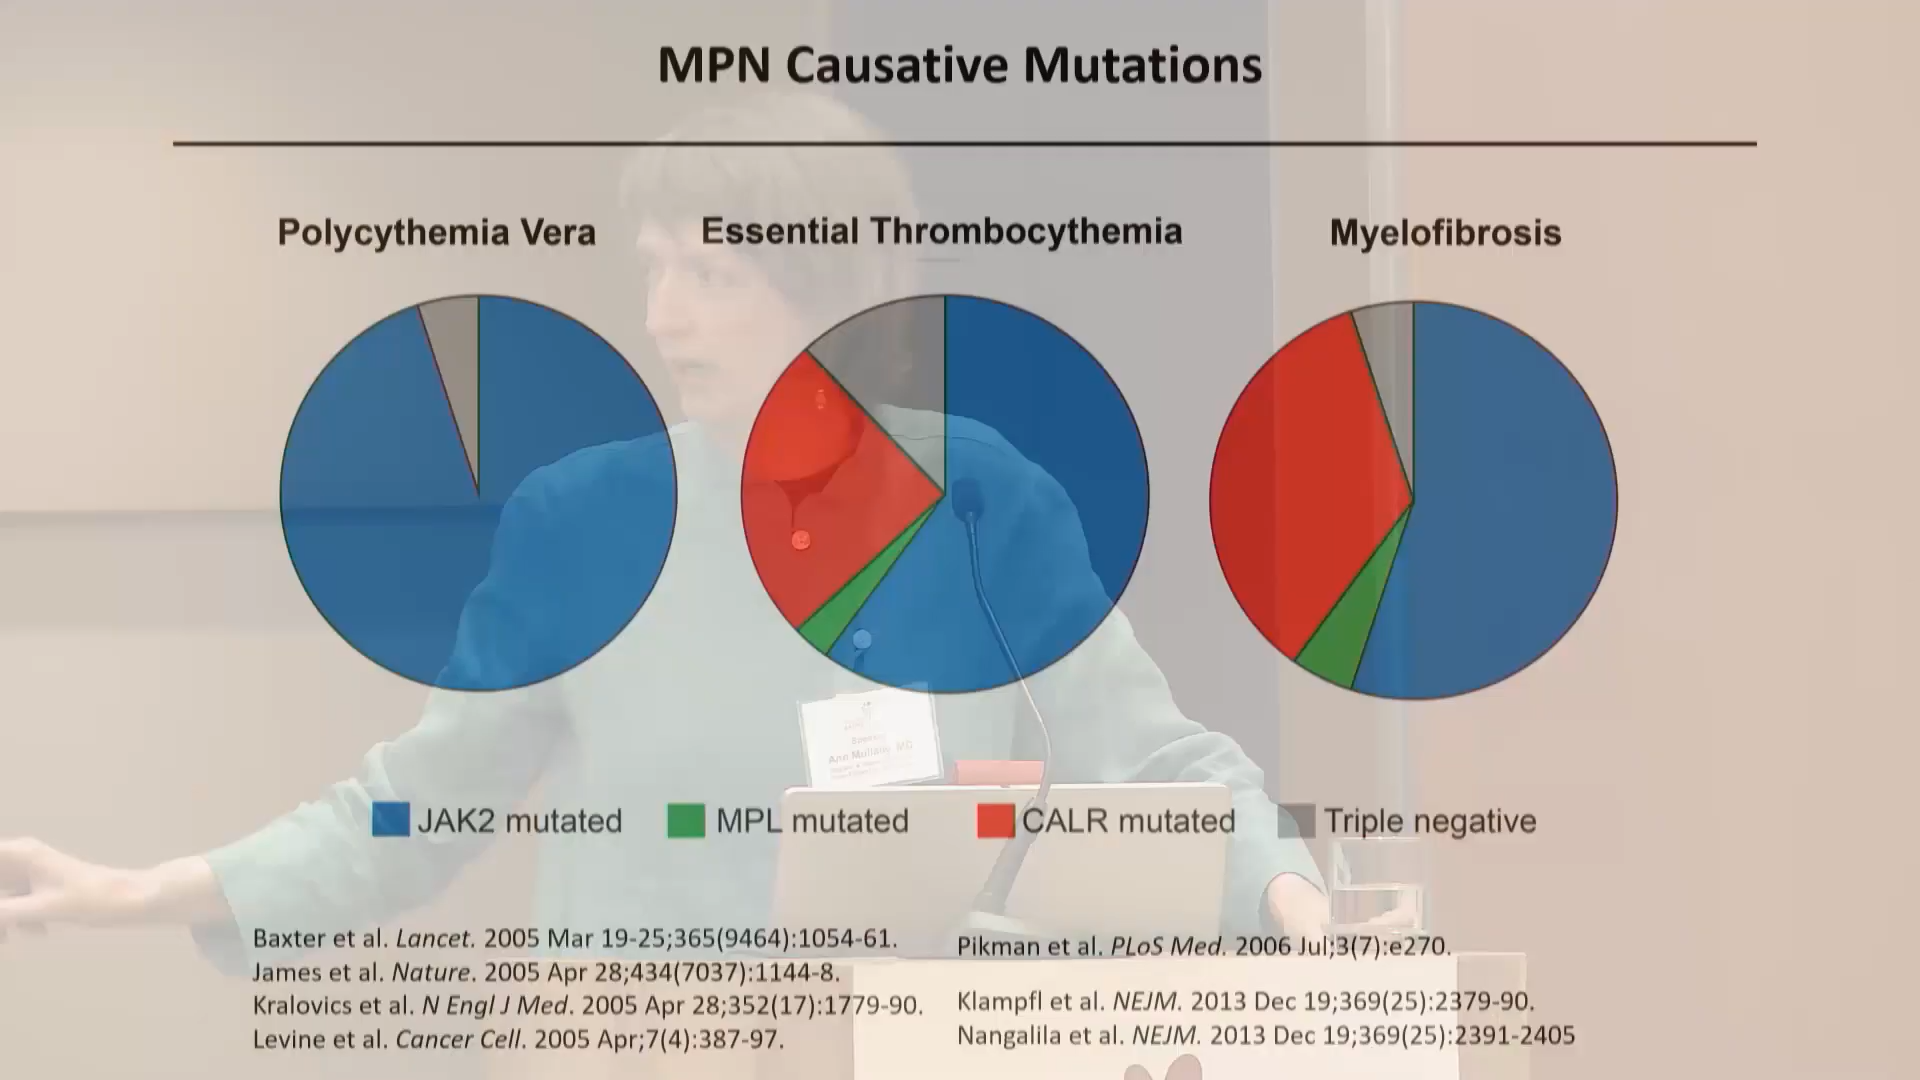 MPN Causative Mutations
Polycythemia Vera
Essential Thrombocythemia
Myelofibrosis
JAK2 mutated
MPL mutated
CALR mutated
Triple negative
Baxter et al. Lancet. 2005 Mar 19-25;365(9464):1054-61.
James et al. Nature. 2005 Apr 28;434(7037):1144-8.
Kralovics et al. N Engl J Med. 2005 Apr 28;352(17):1779-90.
Levine et al. Cancer Cell. 2005 Apr;7(4):387-97.
Pikman et al. PLoS Med. 2006 Jul;3(7):e270.
Klampfl et al. NEJM. 2013 Dec 19;369(25):2379-90.
Nangalila et al. NEJM. 2013 Dec 19;369(25):2391-2405
Speaker
Ann Mullally, MD